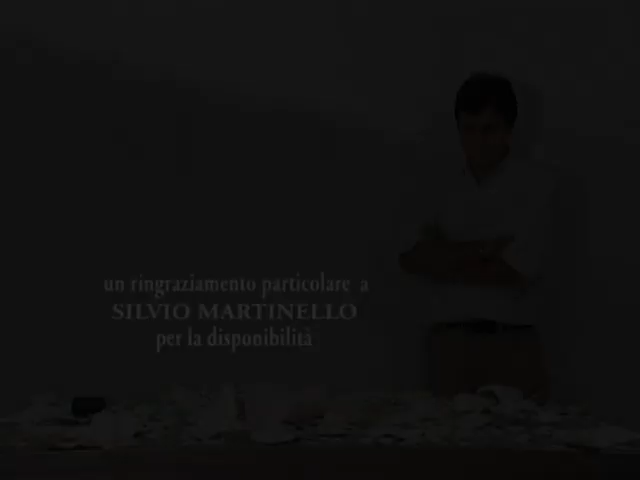 un ringraziamento particolare a
SILVIO MARTINELLO
per la disponibilità